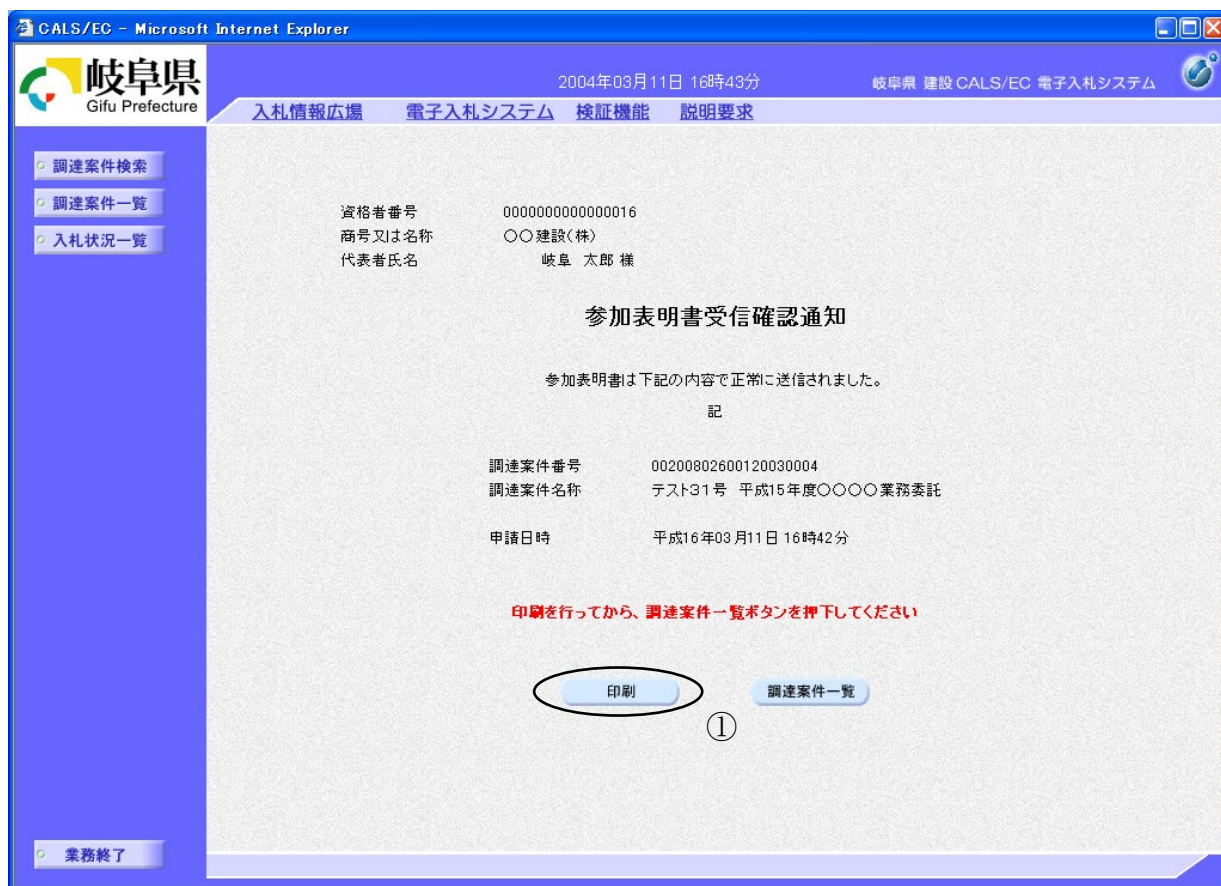 CALS/EC - Microsoft Internet Explorer
岐阜県
Gifu Prefecture
2004年03月11日 16時43分
岐阜県 建設CALS/EC 電子入札システム
入札情報広場 電子入札システム 検証機能 説明要求
調達案件検索
調達案件一覧
入札状況一覧
資格者番号 0000000000000016
商号又は名称 〇〇建設(株)
代表者氏名 岐阜 太郎 様
参加表明書受信確認通知
参加表明書は下記の内容で正常に送信されました。
記
調達案件番号 00200802600120030004
調達案件名称 テスト31号 平成15年度〇〇〇〇業務委託
申請日時 平成16年03月11日 16時42分
印刷を行ってから、調達案件一覧ボタンを押下してください
印刷 調達案件一覧
①
業務終了